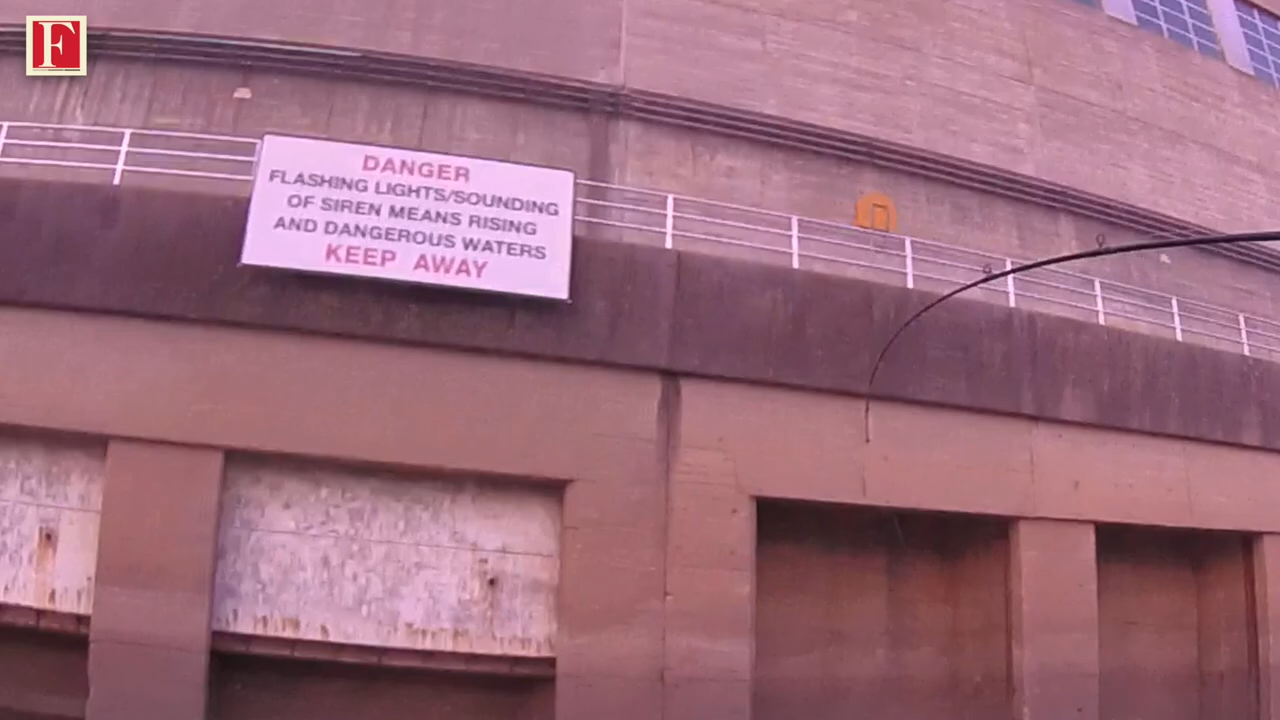 F
DANGER
FLASHING LIGHTS/SOUNDING
OF SIREN MEANS RISING
AND DANGEROUS WATERS
KEEP AWAY